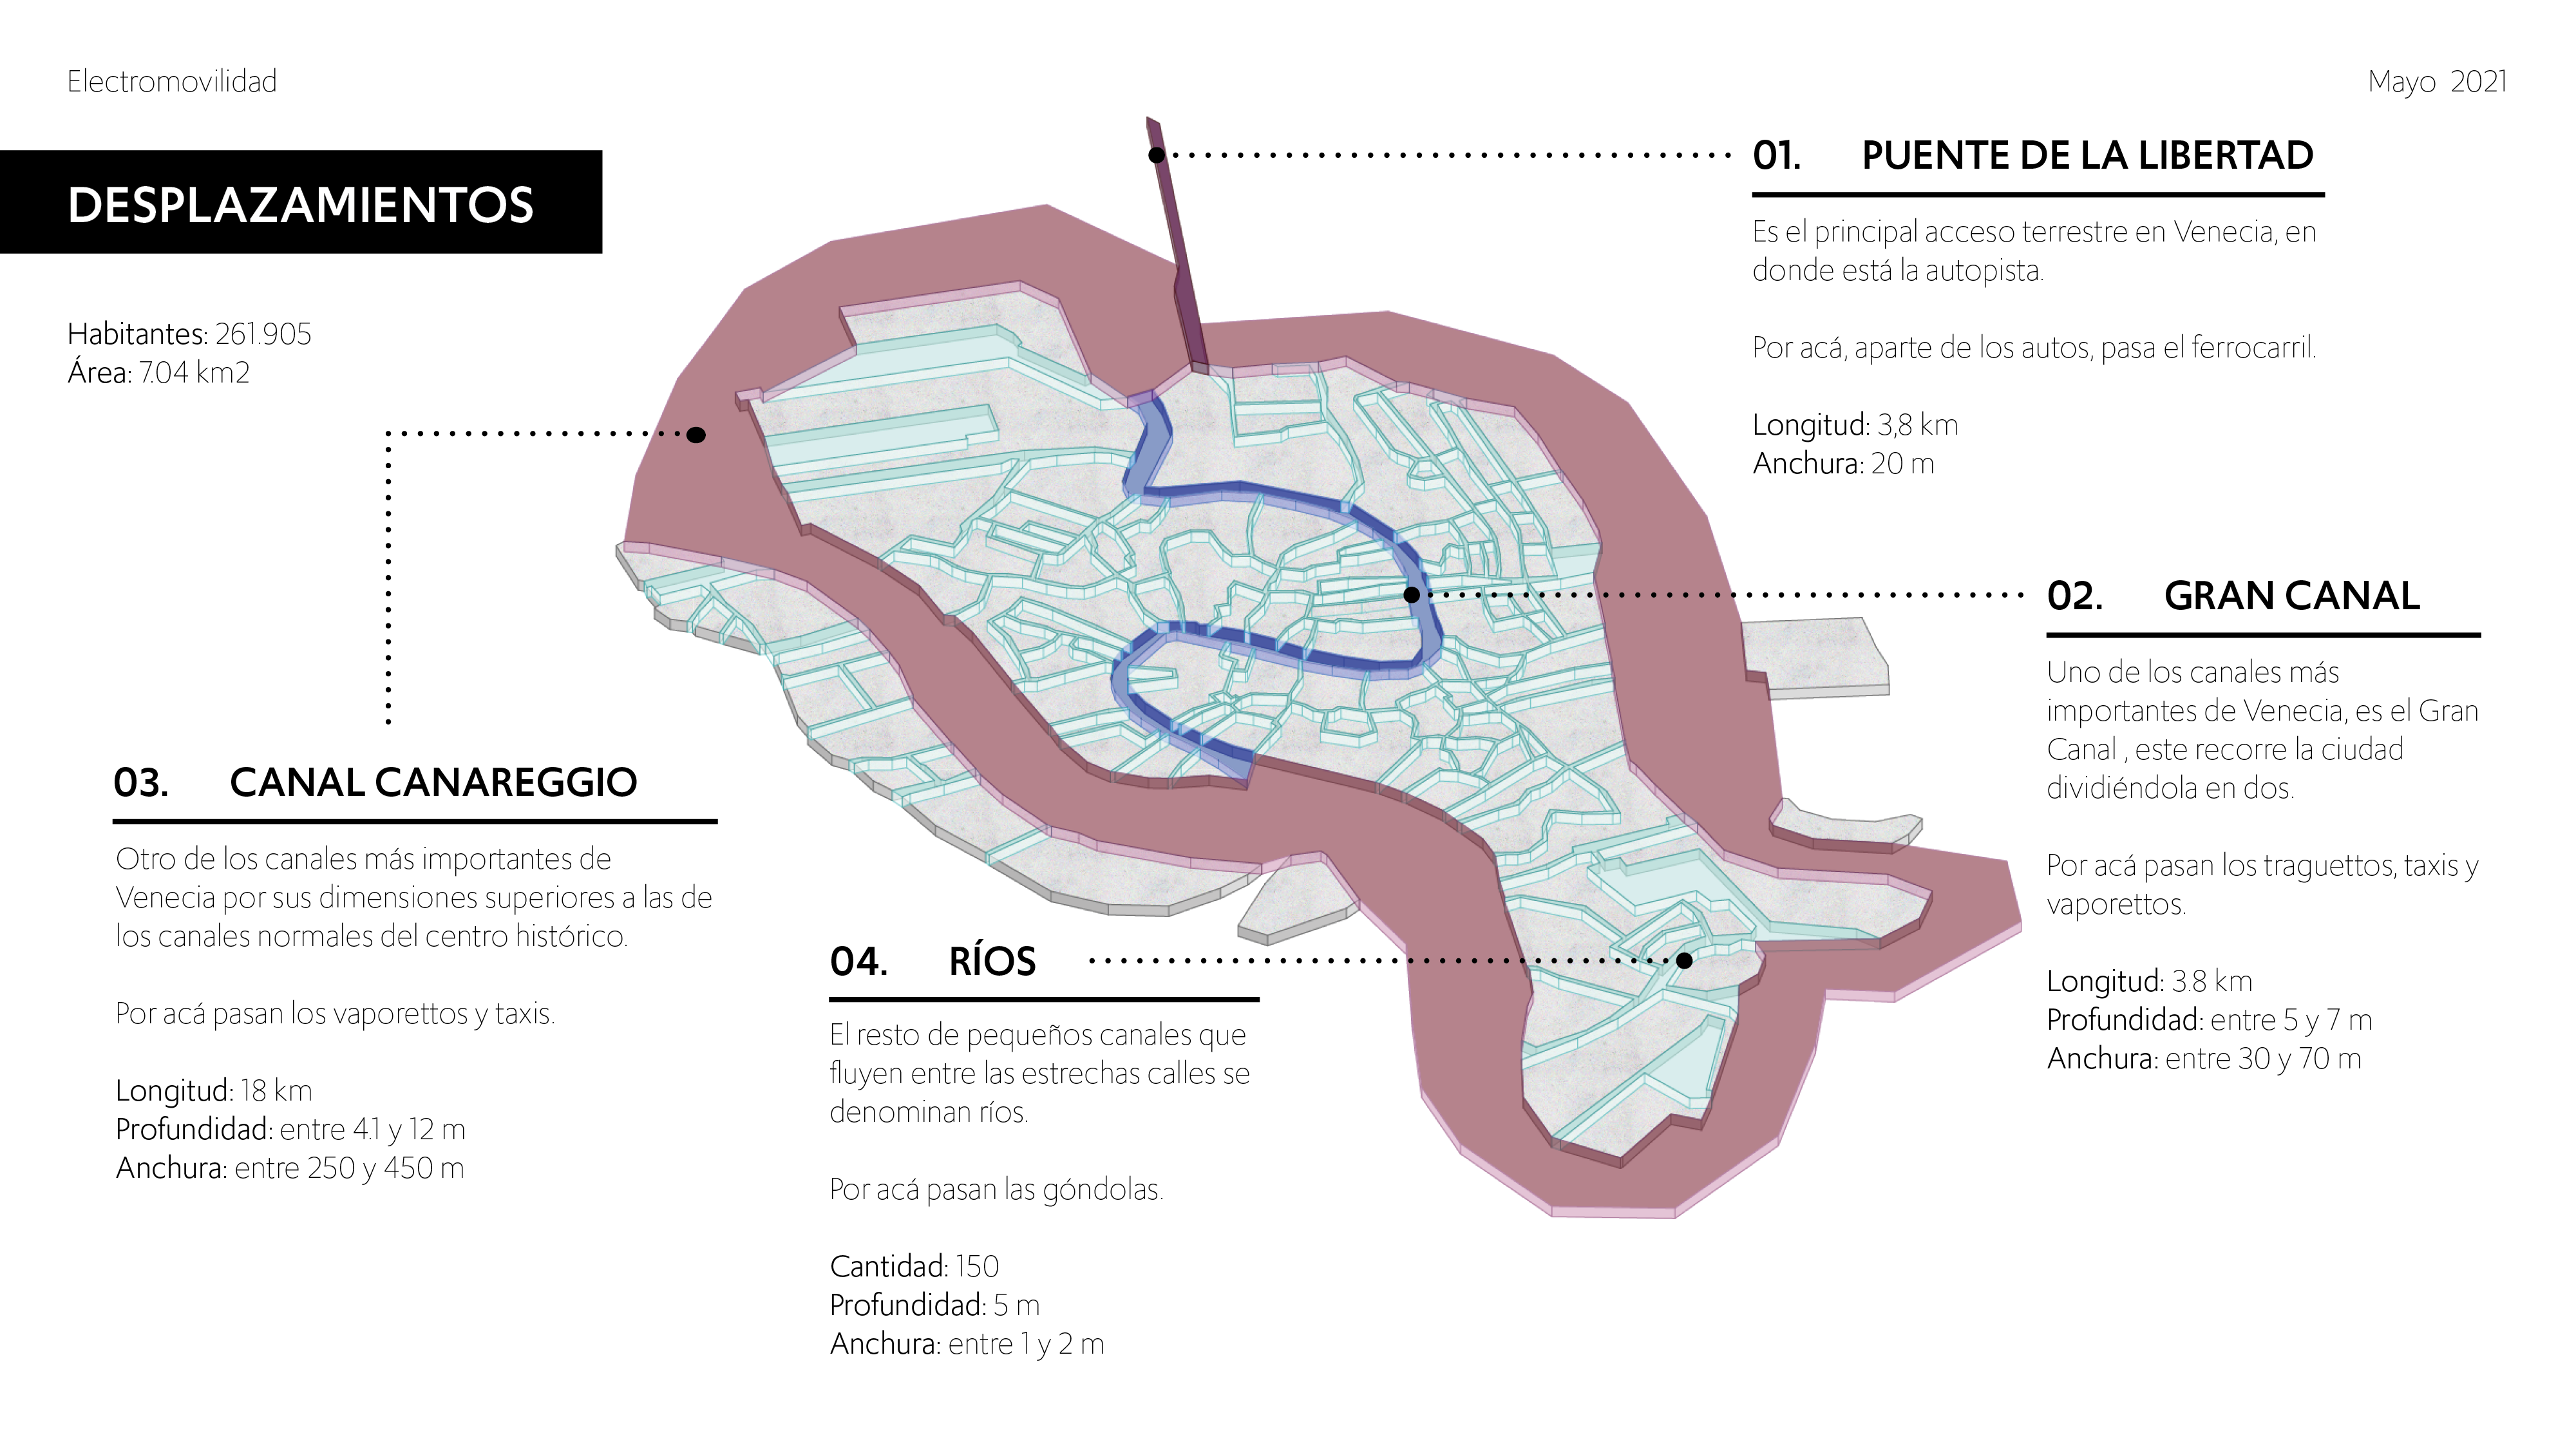 Electromovilidad
Mayo 2021
DESPLAZAMIENTOS
Habitantes: 261.905
Área: 7.04 km2
01. PUENTE DE LA LIBERTAD
Es el principal acceso terrestre en Venecia, en
donde está la autopista.
Por acá, aparte de los autos, pasa el ferrocarril.
Longitud: 3,8 km
Anchura: 20 m
02. GRAN CANAL
Uno de los canales más
importantes de Venecia, es el Gran
Canal , este recorre la ciudad
dividiéndola en dos.
Por acá pasan los traguettos, taxis y
vaporettos.
Longitud: 3.8 km
Profundidad: entre 5 y 7 m
Anchura: entre 30 y 70 m
03. CANAL CANAREGGIO
Otro de los canales más importantes de
Venecia por sus dimensiones superiores a las de
los canales normales del centro histórico.
Por acá pasan los vaporettos y taxis.
Longitud: 18 km
Profundidad: entre 4.1 y 12 m
Anchura: entre 250 y 450 m
04. RÍOS
El resto de pequeños canales que
fluyen entre las estrechas calles se
denominan ríos.
Por acá pasan las góndolas.
Cantidad: 150
Profundidad: 5 m
Anchura: entre 1 y 2 m